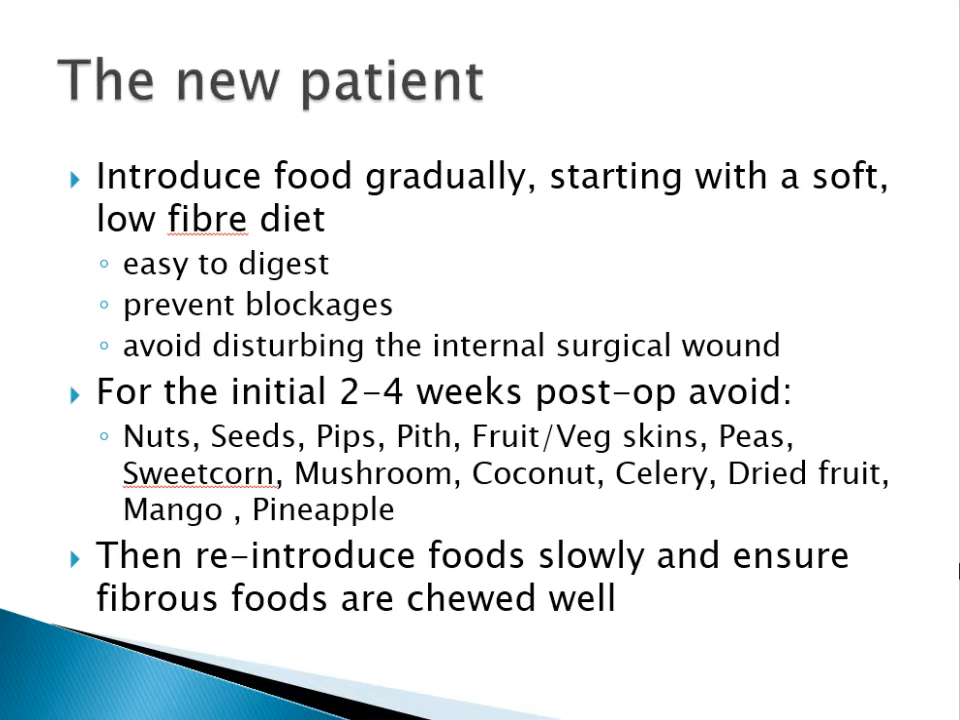 The new patient
Introduce food gradually, starting with a soft,
low fibre diet
easy to digest
prevent blockages
avoid disturbing the internal surgical wound
For the initial 2-4 weeks post-op avoid:
Nuts, Seeds, Pips, Pith, Fruit/Veg skins, Peas,
Sweetcorn, Mushroom, Coconut, Celery, Dried fruit,
Mango , Pineapple
Then re-introduce foods slowly and ensure
fibrous foods are chewed well